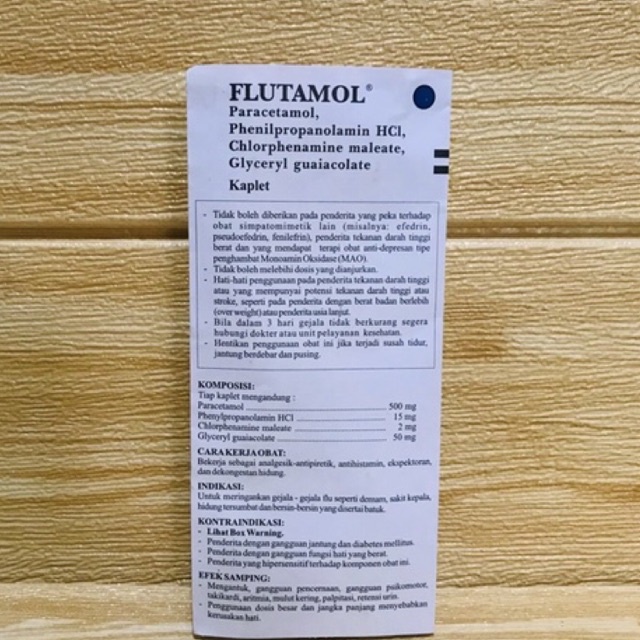 FLUTAMOL®
Paracetamol,
Phenilpropanolamin HCl,
Chlorphenamine maleate,
Glyceryl guaiacolate
Kaplet
- Tidak boleh diberikan pada penderita yang peka terhadap
obat simpatomimetik lain (misalnya: efedrin,
pseudoefedrin, fenilefrin), penderita tekanan darah tinggi
berat dan yang mendapat terapi obat anti-depresan tipe
penghambat Monoamin Oksidase (MAO).
- Tidak boleh melebihi dosis yang dianjurkan.
- Hati-hati penggunaan pada penderita tekanan darah tinggi
atau yang mempunyai potensi tekanan darah tinggi atau
stroke, seperti pada penderita dengan berat badan berlebih
(over weight) atau penderita usia lanjut.
- Bila dalam 3 hari gejala tidak berkurang segera
hubungi dokter atau unit pelayanan kesehatan.
- Hentikan penggunaan obat ini jika terjadi susah tidur,
jantung berdebar dan pusing.
KOMPOSISI:
Tiap kaplet mengandung :
Paracetamol 500 mg
Phenylpropanolamin HCl 15 mg
Chlorphenamine maleate 2 mg
Glyceryl guaiacolate 50 mg
CARA KERJA OBAT:
Bekerja sebagai analgesik-antipiretik, antihistamin, ekspektoran,
dan dekongestan hidung.
INDIKASI:
Untuk meringankan gejala - gejala flu seperti demam, sakit kepala,
hidung tersumbat dan bersin-bersin yang disertai batuk.
KONTRAINDIKASI:
- Lihat Box Warning.
- Penderita dengan gangguan jantung dan diabetes mellitus.
- Penderita dengan gangguan fungsi hati yang berat.
- Penderita yang hipersensitif terhadap komponen obat ini.
EFEK SAMPING:
- Mengantuk, gangguan pencernaan, gangguan psikomotor,
takikardi, aritmia, mulut kering, palpitasi, retensi urin.
- Penggunaan dosis besar dan jangka panjang menyebabkan
kerusakan hati.